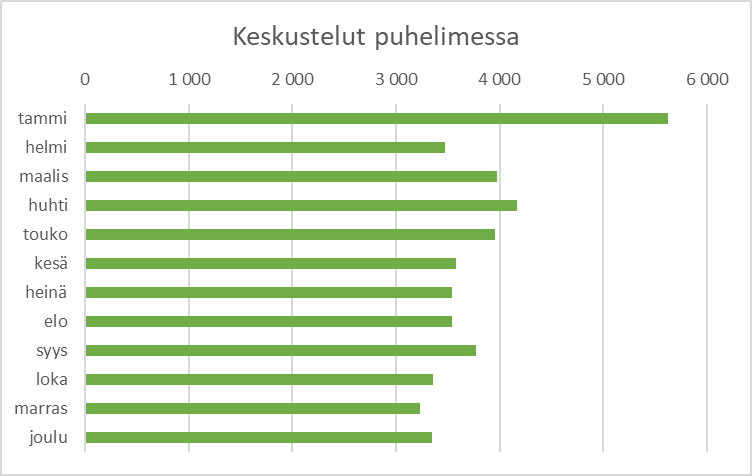 Keskustelut puhelimessa
0 1 000 2 000 3 000 4 000 5 000 6 000
tammi
helmi
maalis
huhti
touko
kesä
heinä
elo
syys
loka
marras
joulu